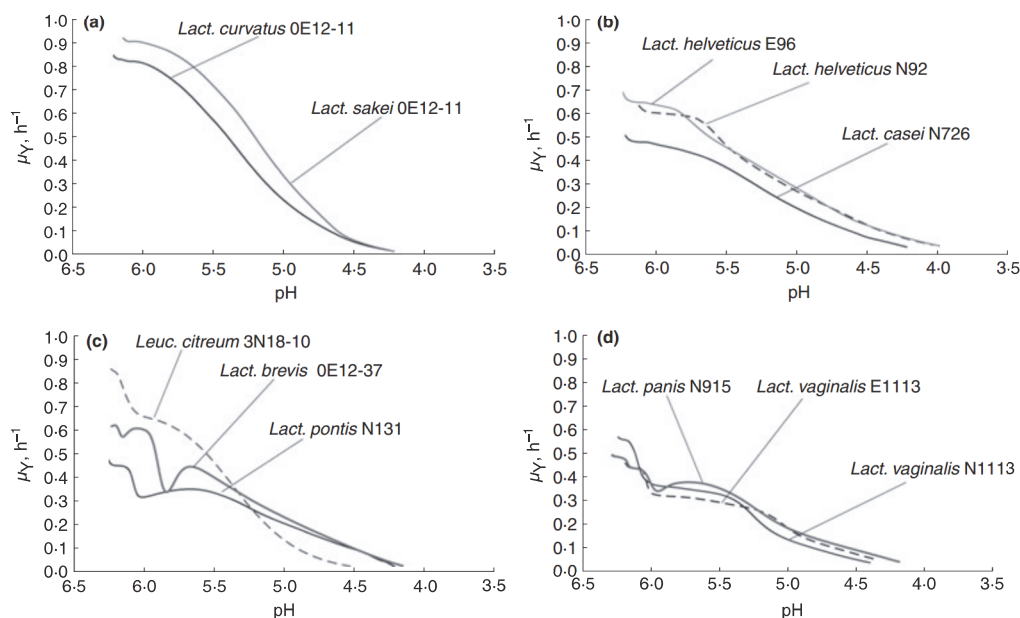 (a)
1·0
0·9
0·8
0·7
0·6
0·5
0·4
0·3
0·2
0·1
0·0
μY, h⁻¹
Lact. curvatus 0E12-11
Lact. sakei 0E12-11
6·5 6·0 5·5 5·0 4·5 4·0 3·5
pH
(b)
1·0
0·9
0·8
0·7
0·6
0·5
0·4
0·3
0·2
0·1
0·0
μY, h⁻¹
Lact. helveticus E96
Lact. helveticus N92
Lact. casei N726
6·5 6·0 5·5 5·0 4·5 4·0 3·5
pH
(c)
1·0
0·9
0·8
0·7
0·6
0·5
0·4
0·3
0·2
0·1
0·0
μY, h⁻¹
Leuc. citreum 3N18-10
Lact. brevis 0E12-37
Lact. pontis N131
6·5 6·0 5·5 5·0 4·5 4·0 3·5
pH
(d)
1·0
0·9
0·8
0·7
0·6
0·5
0·4
0·3
0·2
0·1
0·0
μY, h⁻¹
Lact. panis N915
Lact. vaginalis E1113
Lact. vaginalis N1113
6·5 6·0 5·5 5·0 4·5 4·0 3·5
pH